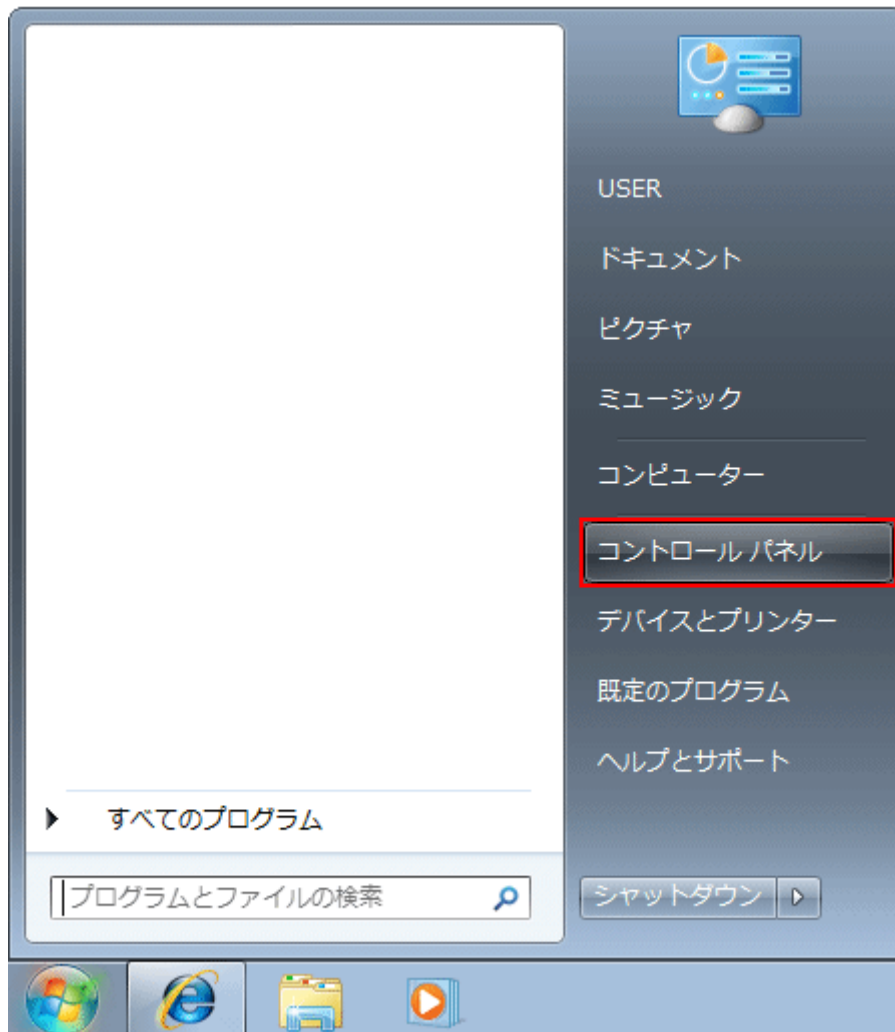 USER
ドキュメント
ピクチャ
ミュージック
コンピューター
コントロール パネル
デバイスとプリンター
既定のプログラム
ヘルプとサポート
すべてのプログラム
プログラムとファイルの検索
シャットダウン